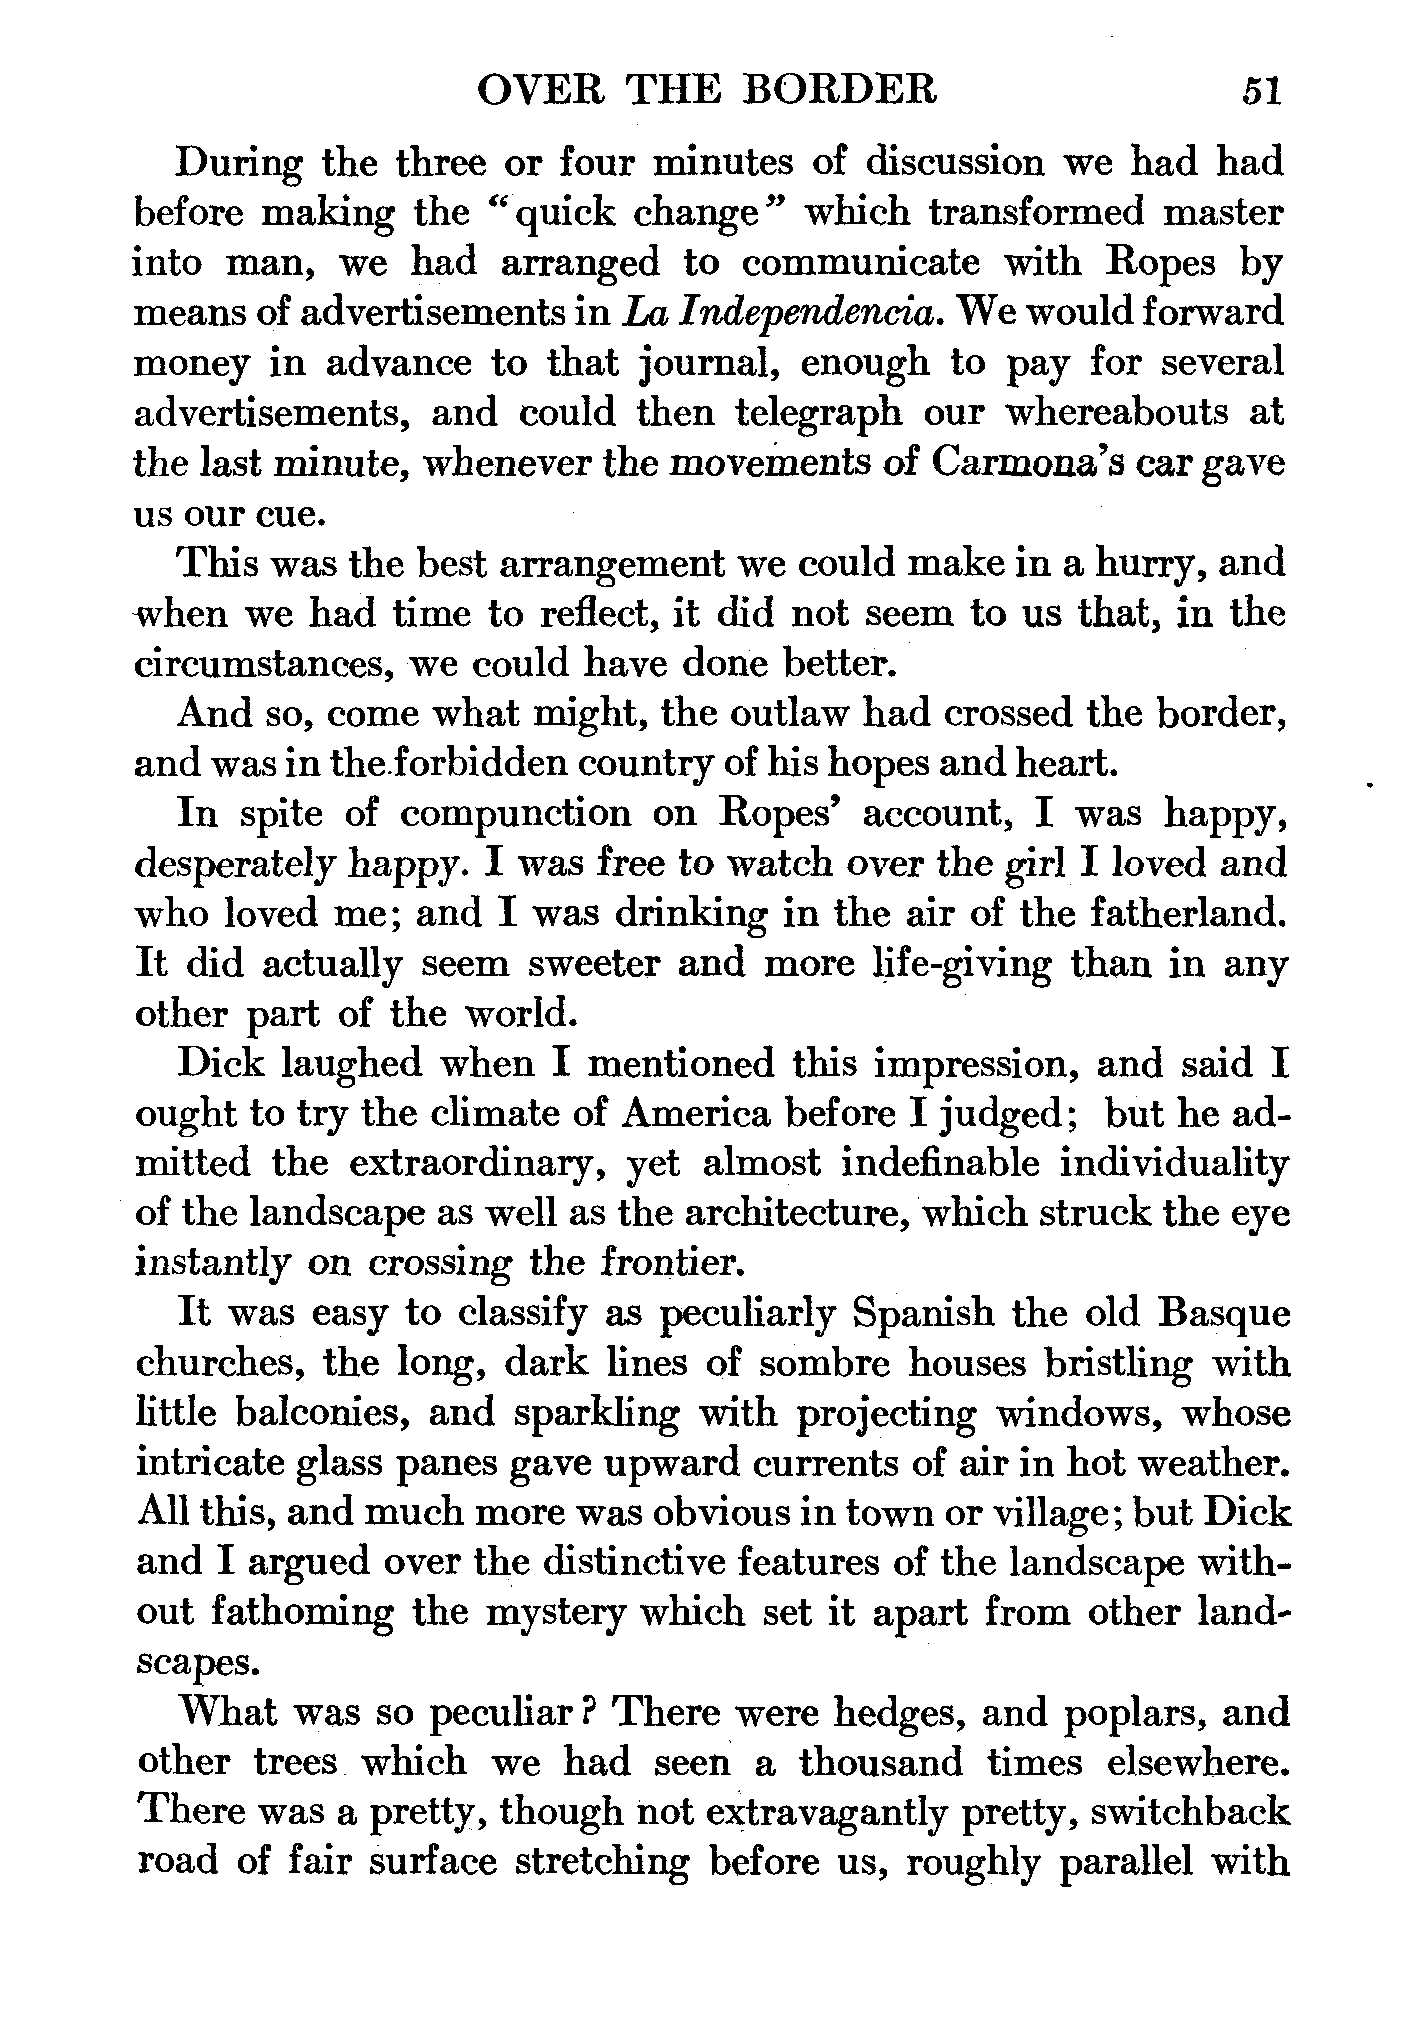 OVER THE BORDER 51
During the three or four minutes of discussion we had had
before making the "quick change" which transformed master
into man, we had arranged to communicate with Ropes by
means of advertisements in La Independencia. We would forward
money in advance to that journal, enough to pay for several
advertisements, and could then telegraph our whereabouts at
the last minute, whenever the movements of Carmona's car gave
us our cue.
This was the best arrangement we could make in a hurry, and
when we had time to reflect, it did not seem to us that, in the
circumstances, we could have done better.
And so, come what might, the outlaw had crossed the border,
and was in the forbidden country of his hopes and heart.
In spite of compunction on Ropes' account, I was happy,
desperately happy. I was free to watch over the girl I loved and
who loved me; and I was drinking in the air of the fatherland.
It did actually seem sweeter and more life-giving than in any
other part of the world.
Dick laughed when I mentioned this impression, and said I
ought to try the climate of America before I judged; but he ad-
mitted the extraordinary, yet almost indefinable individuality
of the landscape as well as the architecture, which struck the eye
instantly on crossing the frontier.
It was easy to classify as peculiarly Spanish the old Basque
churches, the long, dark lines of sombre houses bristling with
little balconies, and sparkling with projecting windows, whose
intricate glass panes gave upward currents of air in hot weather.
All this, and much more was obvious in town or village; but Dick
and I argued over the distinctive features of the landscape with-
out fathoming the mystery which set it apart from other land-
scapes.
What was so peculiar? There were hedges, and poplars, and
other trees which we had seen a thousand times elsewhere.
There was a pretty, though not extravagantly pretty, switchback
road of fair surface stretching before us, roughly parallel with